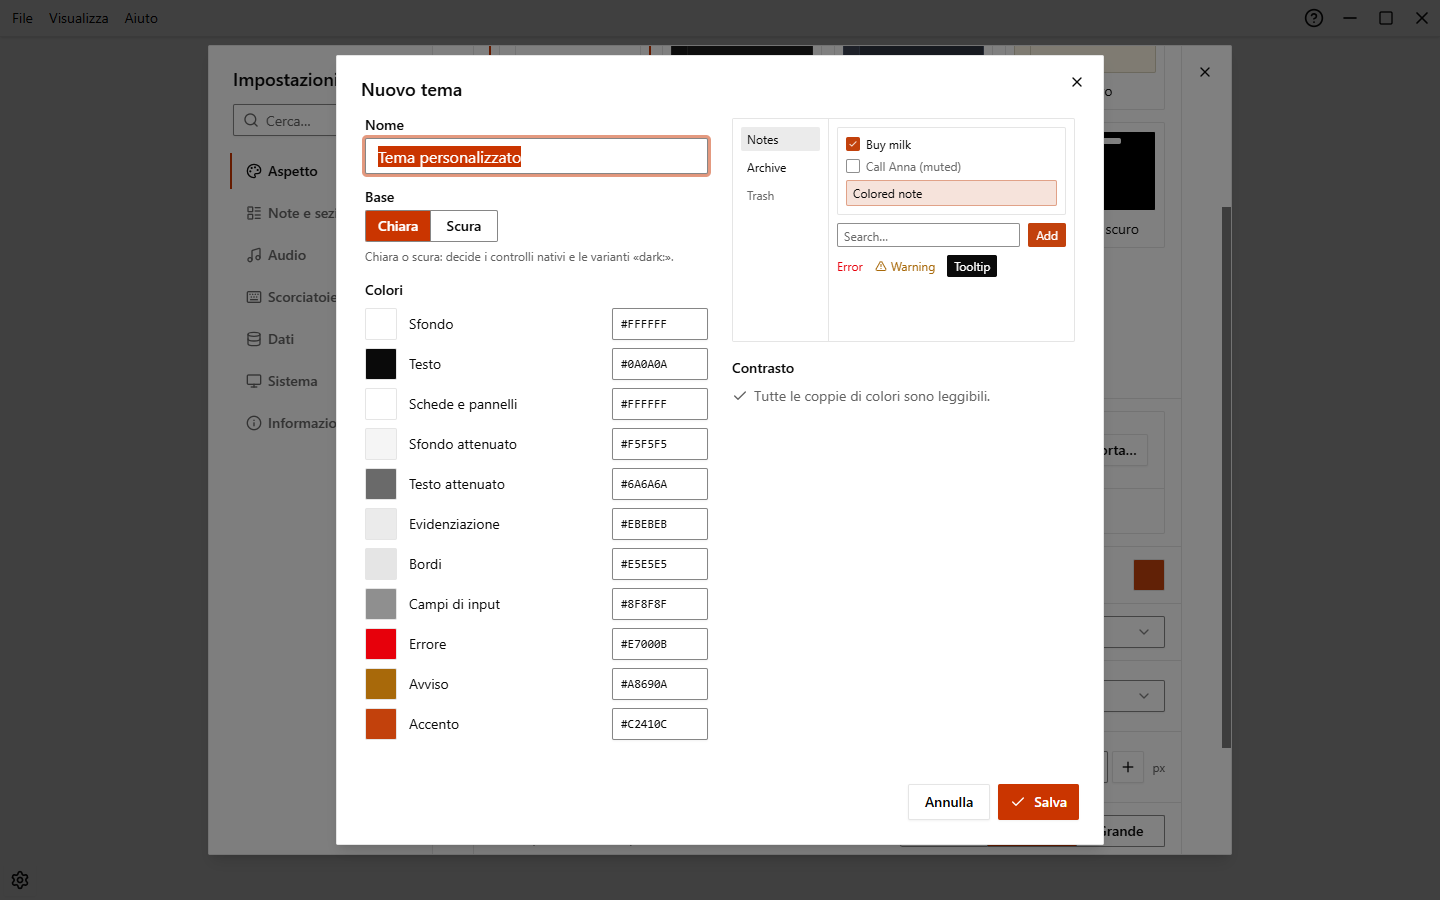 File Visualizza Aiuto
Impostazioni
Cerca...
Aspetto
Note e sezi
Audio
Scorciatoie
Dati
Sistema
Informazio
Nuovo tema
Nome
Tema personalizzato
Base
Chiara Scura
Chiara o scura: decide i controlli nativi e le varianti «dark:».
Colori
Sfondo #FFFFFF
Testo #0A0A0A
Schede e pannelli #FFFFFF
Sfondo attenuato #F5F5F5
Testo attenuato #6A6A6A
Evidenziazione #EBEBEB
Bordi #E5E5E5
Campi di input #8F8F8F
Errore #E7000B
Avviso #A8690A
Accento #C2410C
Notes
Archive
Trash
Buy milk
Call Anna (muted)
Colored note
Search...
Add
Error Warning Tooltip
Contrasto
Tutte le coppie di colori sono leggibili.
Annulla Salva
o
scuro
orta...
px
Grande